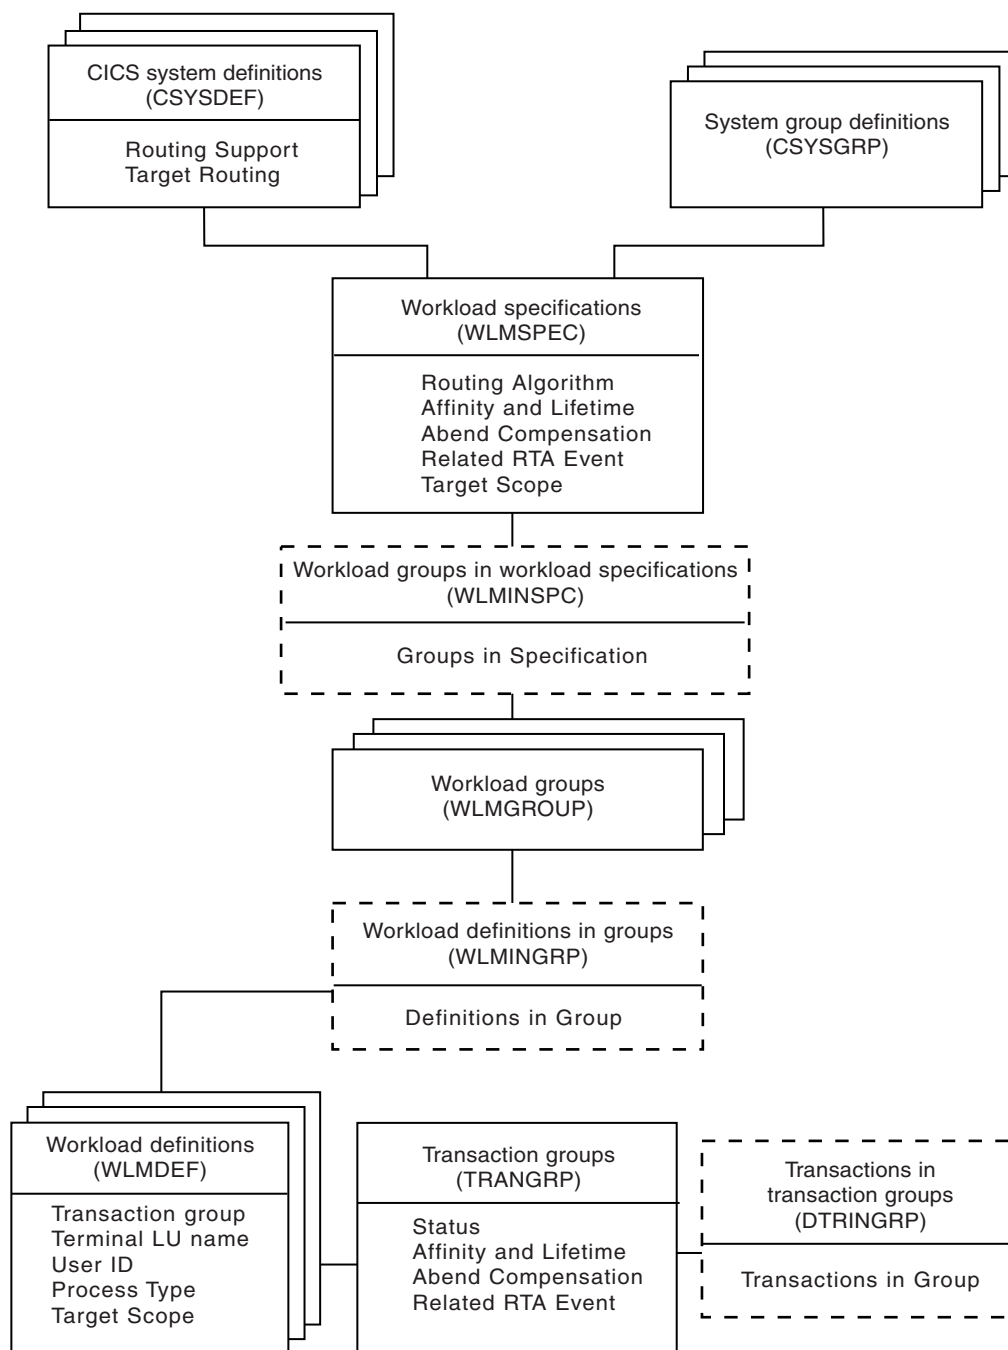 CICS system definitions
(CSYSDEF)
Routing Support
Target Routing
System group definitions
(CSYSGRP)
Workload specifications
(WLMSPEC)
Routing Algorithm
Affinity and Lifetime
Abend Compensation
Related RTA Event
Target Scope
Workload groups in workload specifications
(WLMINSPC)
Groups in Specification
Workload groups
(WLMGROUP)
Workload definitions in groups
(WLMINGRP)
Definitions in Group
Workload definitions
(WLMDEF)
Transaction group
Terminal LU name
User ID
Process Type
Target Scope
Transaction groups
(TRANGRP)
Status
Affinity and Lifetime
Abend Compensation
Related RTA Event
Transactions in
transaction groups
(DTRINGRP)
Transactions in Group